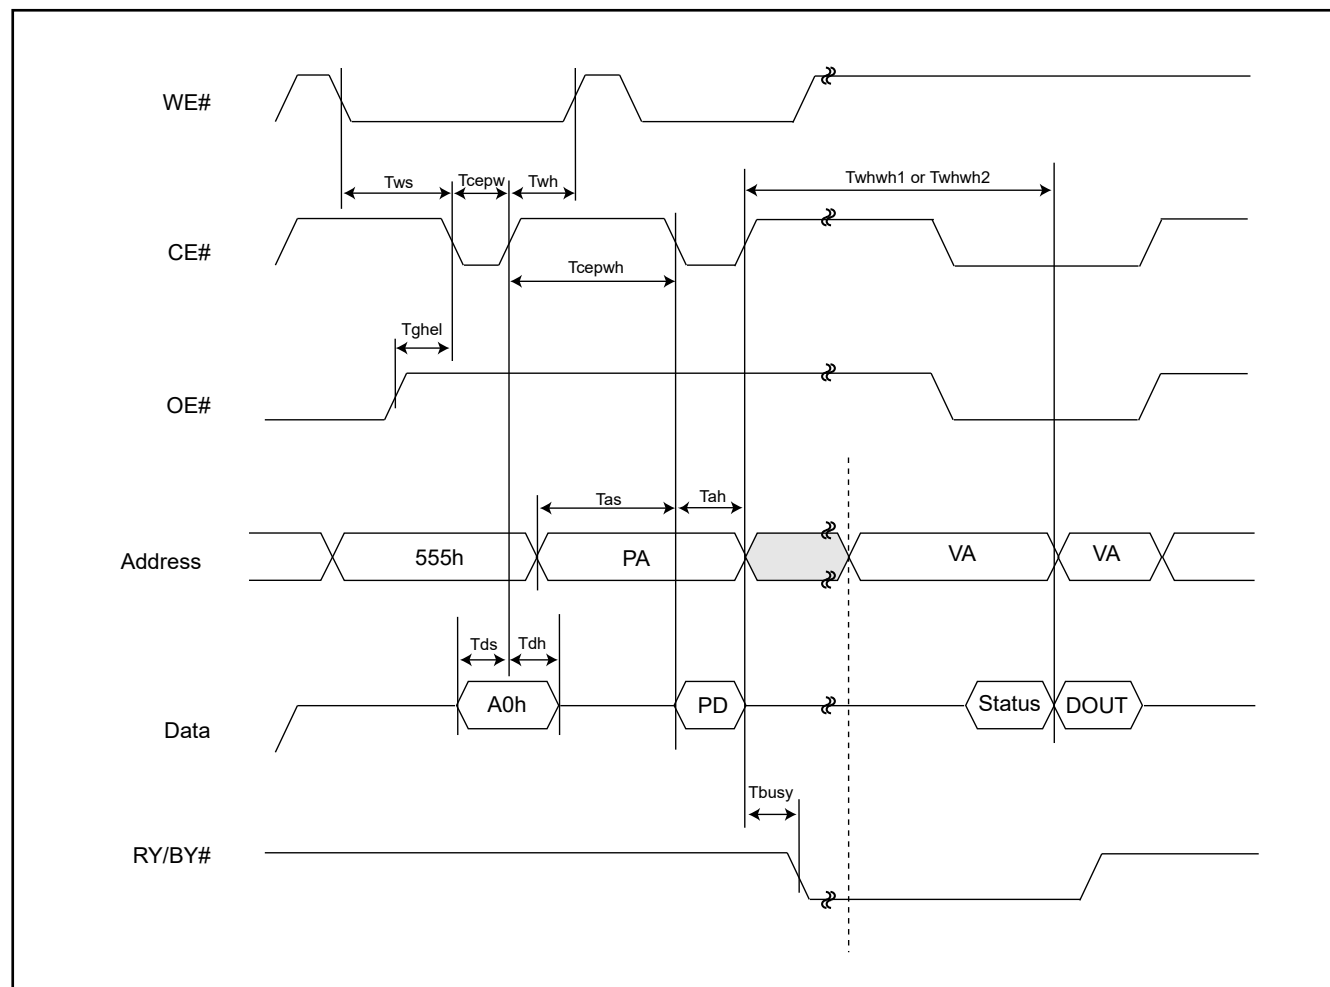 WE#
Tws Tcepw Twh Twhwh1 or Twhwh2
CE#
Tcepwh
Tghel
OE#
Tas Tah
Address 555h PA VA VA
Tds Tdh
Data A0h PD Status DOUT
Tbusy
RY/BY#